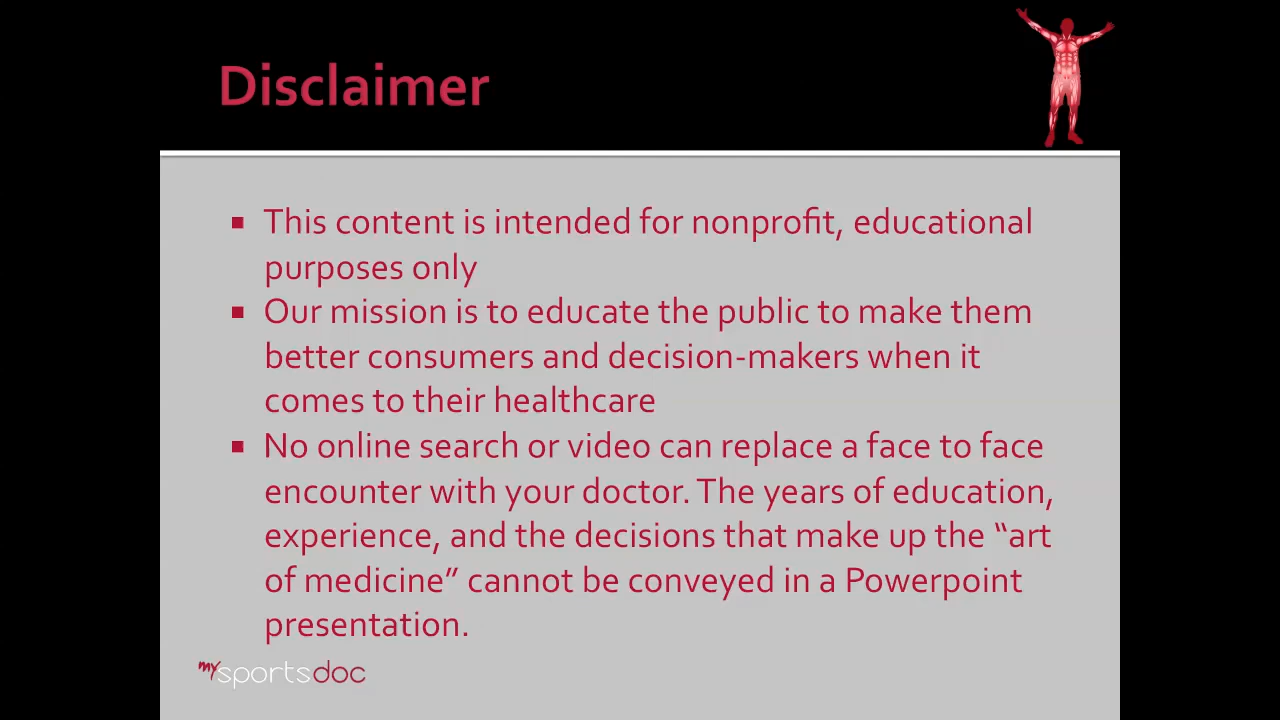 Disclaimer
▪ This content is intended for nonprofit, educational
purposes only
▪ Our mission is to educate the public to make them
better consumers and decision-makers when it
comes to their healthcare
▪ No online search or video can replace a face to face
encounter with your doctor. The years of education,
experience, and the decisions that make up the “art
of medicine” cannot be conveyed in a Powerpoint
presentation.
mysportsdoc